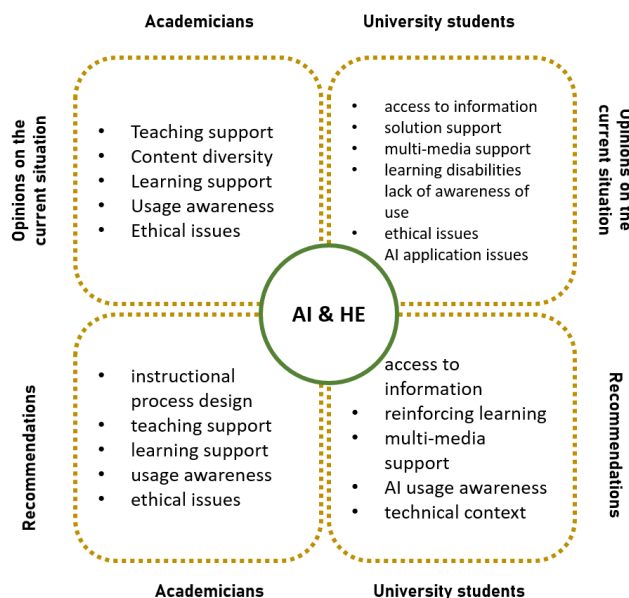 Academicians
University students
Opinions on the
current situation
• Teaching support
• Content diversity
• Learning support
• Usage awareness
• Ethical issues
• access to information
• solution support
• multi-media support
• learning disabilities
lack of awareness of
use
• ethical issues
AI application issues
Opinions on the
current situation
AI & HE
Recommendations
• instructional
process design
• teaching support
• learning support
• usage awareness
• ethical issues
access to
information
• reinforcing learning
• multi-media
support
• AI usage awareness
• technical context
Recommendations
Academicians
University students